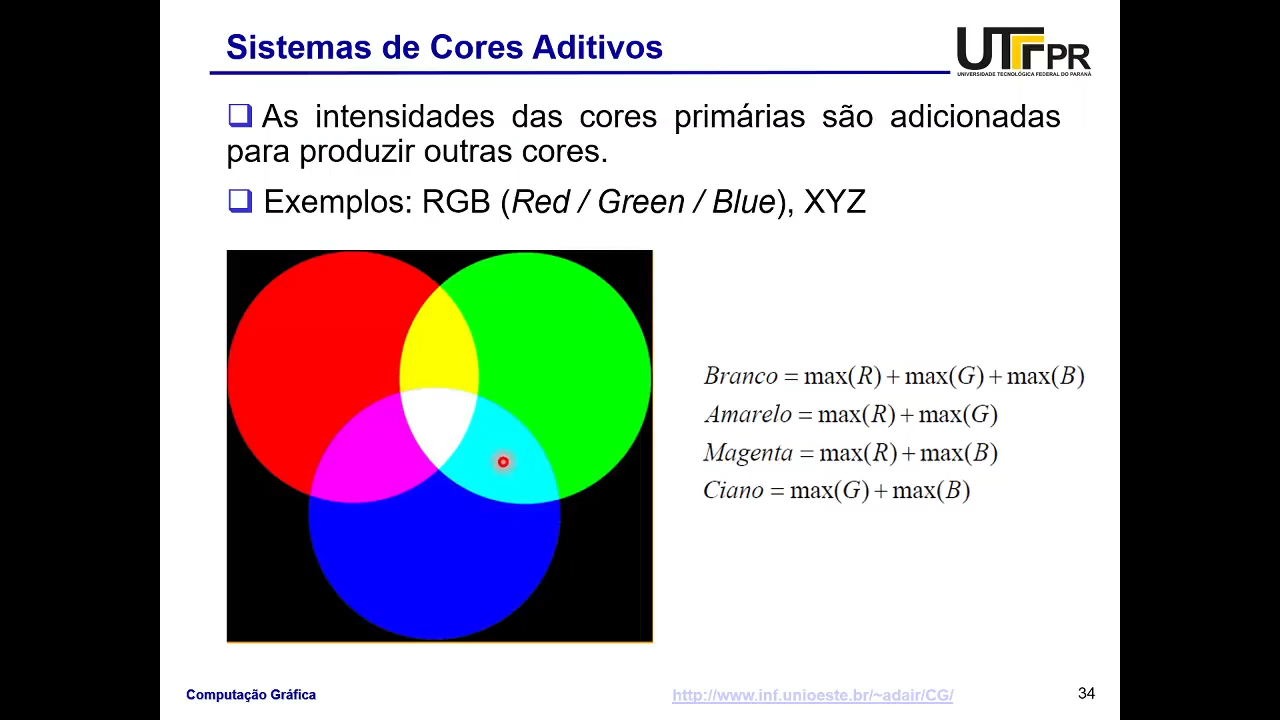 Sistemas de Cores Aditivos
UTFPR
UNIVERSIDADE TECNOLÓGICA FEDERAL DO PARANÁ
As intensidades das cores primárias são adicionadas
para produzir outras cores.
Exemplos: RGB (Red / Green / Blue), XYZ
Branco = max(R) + max(G) + max(B)
Amarelo = max(R) + max(G)
Magenta = max(R) + max(B)
Ciano = max(G) + max(B)
Computação Gráfica
http://www.inf.unioeste.br/~adair/CG/
34